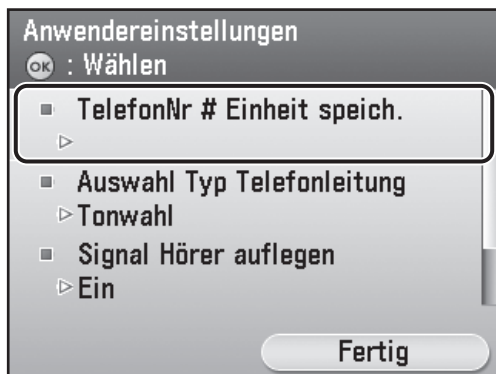 Anwendereinstellungen
OK : Wählen
TelefonNr # Einheit speich.
Auswahl Typ Telefonleitung
Tonwahl
Signal Hörer auflegen
Ein
Fertig